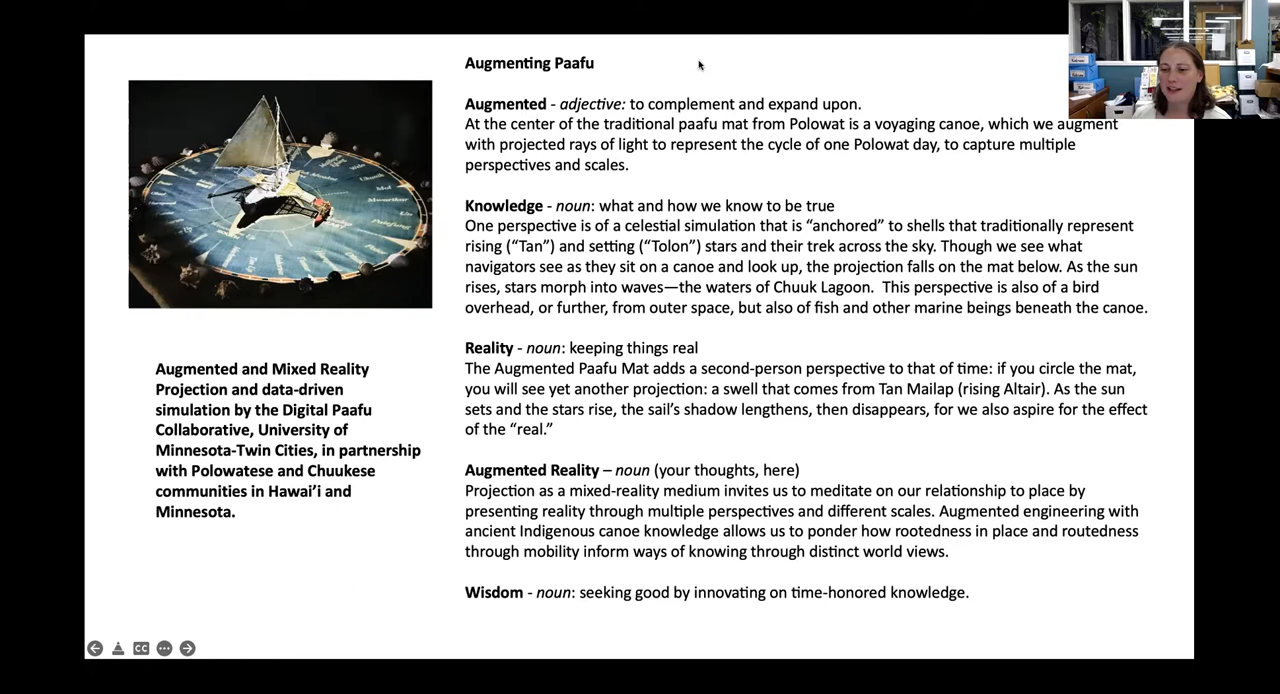 Augmenting Paafu
Augmented - adjective: to complement and expand upon.
At the center of the traditional paafu mat from Polowat is a voyaging canoe, which we augment
with projected rays of light to represent the cycle of one Polowat day, to capture multiple
perspectives and scales.
Knowledge - noun: what and how we know to be true
One perspective is of a celestial simulation that is “anchored” to shells that traditionally represent
rising (“Tan”) and setting (“Tolon”) stars and their trek across the sky. Though we see what
navigators see as they sit on a canoe and look up, the projection falls on the mat below. As the sun
rises, stars morph into waves—the waters of Chuuk Lagoon.  This perspective is also of a bird
overhead, or further, from outer space, but also of fish and other marine beings beneath the canoe.
Reality - noun: keeping things real
The Augmented Paafu Mat adds a second-person perspective to that of time: if you circle the mat,
you will see yet another projection: a swell that comes from Tan Mailap (rising Altair). As the sun
sets and the stars rise, the sail’s shadow lengthens, then disappears, for we also aspire for the effect
of the “real.”
Augmented Reality – noun (your thoughts, here)
Projection as a mixed-reality medium invites us to meditate on our relationship to place by
presenting reality through multiple perspectives and different scales. Augmented engineering with
ancient Indigenous canoe knowledge allows us to ponder how rootedness in place and routedness
through mobility inform ways of knowing through distinct world views.
Wisdom - noun: seeking good by innovating on time-honored knowledge.
Augmented and Mixed Reality
Projection and data-driven
simulation by the Digital Paafu
Collaborative, University of
Minnesota-Twin Cities, in partnership
with Polowatese and Chuukese
communities in Hawai’i and
Minnesota.
CC